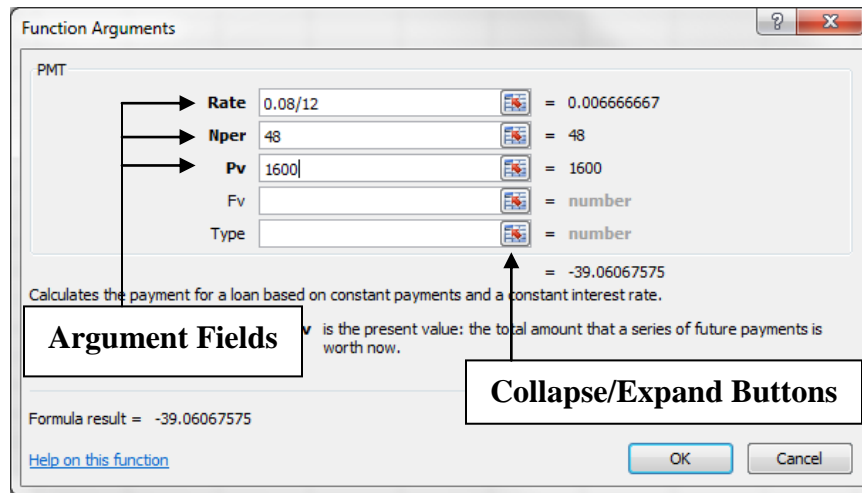 Function Arguments
PMT
Rate 0.08/12 = 0.006666667
Nper 48 = 48
Pv 1600 = 1600
Fv = number
Type = number
= -39.06067575
Calculates the payment for a loan based on constant payments and a constant interest rate.
Argument Fields
v is the present value: the total amount that a series of future payments is
worth now.
Collapse/Expand Buttons
Formula result = -39.06067575
Help on this function
OK Cancel